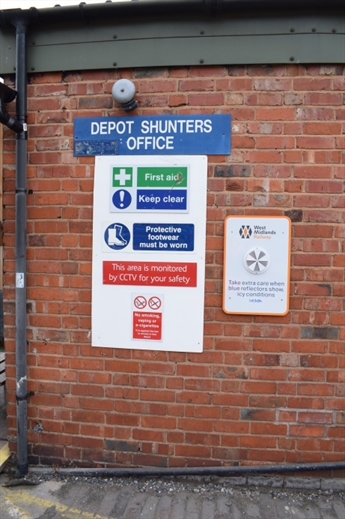 DEPOT SHUNTERS
OFFICE
First aid
Keep clear
Protective
footwear
must be worn
This area is monitored
by CCTV for your safety
No smoking,
vaping or
e-cigarettes
West
Midlands
Railway
Take extra care when
blue reflectors show,
icy conditions